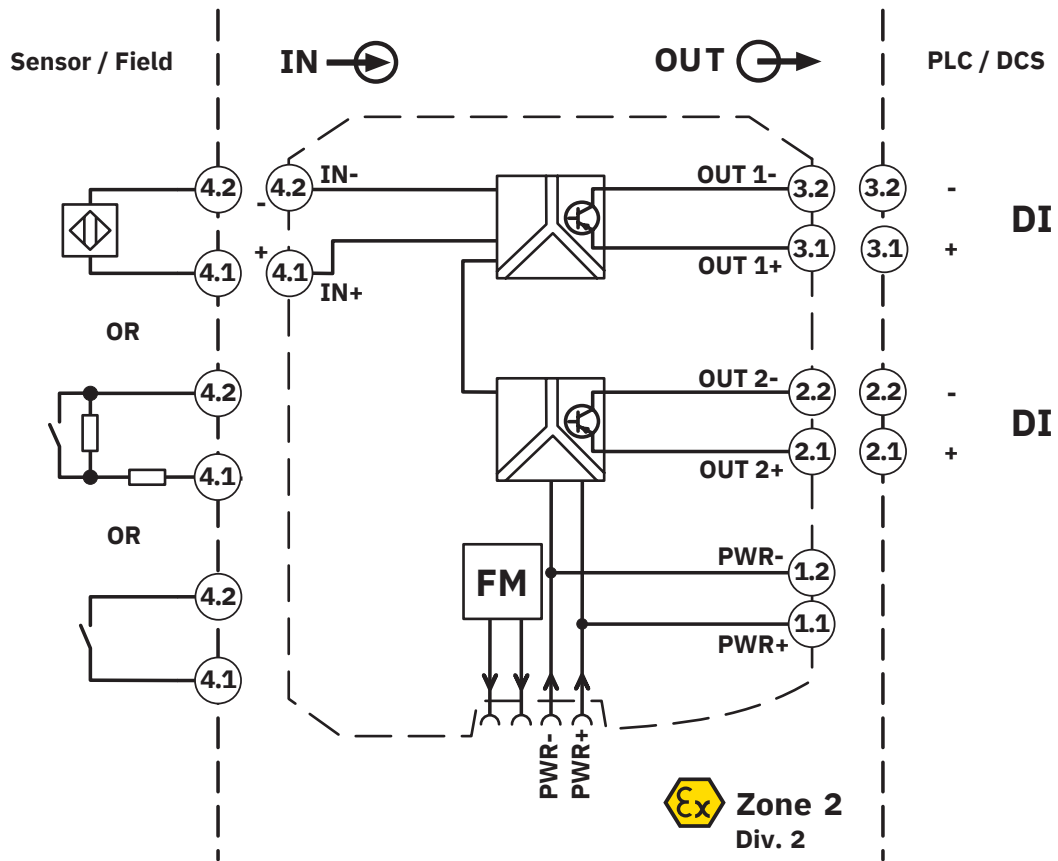 Sensor / Field
IN
OUT
PLC / DCS
4.2
4.2
IN-
OUT 1-
3.2
3.2
-
-
DI
+
4.1
4.1
IN+
OUT 1+
3.1
3.1
+
OR
4.2
OUT 2-
2.2
2.2
-
DI
4.1
OUT 2+
2.1
2.1
+
OR
FM
PWR-
1.2
4.2
1.1
PWR+
4.1
PWR-
PWR+
Ex
Zone 2
Div. 2